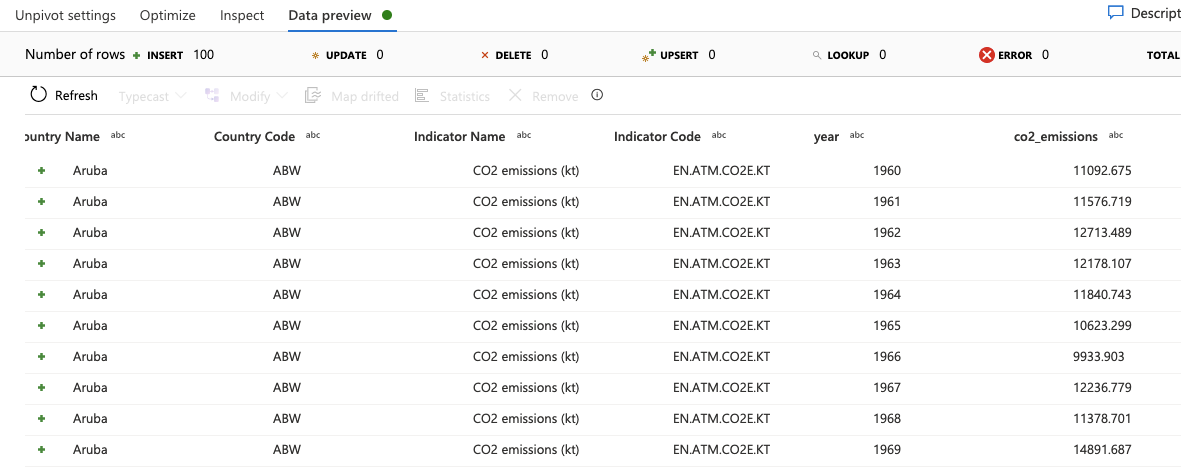 Unpivot settings Optimize Inspect Data preview Descript
Number of rows INSERT 100 UPDATE 0 DELETE 0 UPSERT 0 LOOKUP 0 ERROR 0 TOTAL
Refresh Typecast Modify Map drifted Statistics Remove
ountry Name abc Country Code abc Indicator Name abc Indicator Code abc year abc co2_emissions abc
Aruba ABW CO2 emissions (kt) EN.ATM.CO2E.KT 1960 11092.675
Aruba ABW CO2 emissions (kt) EN.ATM.CO2E.KT 1961 11576.719
Aruba ABW CO2 emissions (kt) EN.ATM.CO2E.KT 1962 12713.489
Aruba ABW CO2 emissions (kt) EN.ATM.CO2E.KT 1963 12178.107
Aruba ABW CO2 emissions (kt) EN.ATM.CO2E.KT 1964 11840.743
Aruba ABW CO2 emissions (kt) EN.ATM.CO2E.KT 1965 10623.299
Aruba ABW CO2 emissions (kt) EN.ATM.CO2E.KT 1966 9933.903
Aruba ABW CO2 emissions (kt) EN.ATM.CO2E.KT 1967 12236.779
Aruba ABW CO2 emissions (kt) EN.ATM.CO2E.KT 1968 11378.701
Aruba ABW CO2 emissions (kt) EN.ATM.CO2E.KT 1969 14891.687